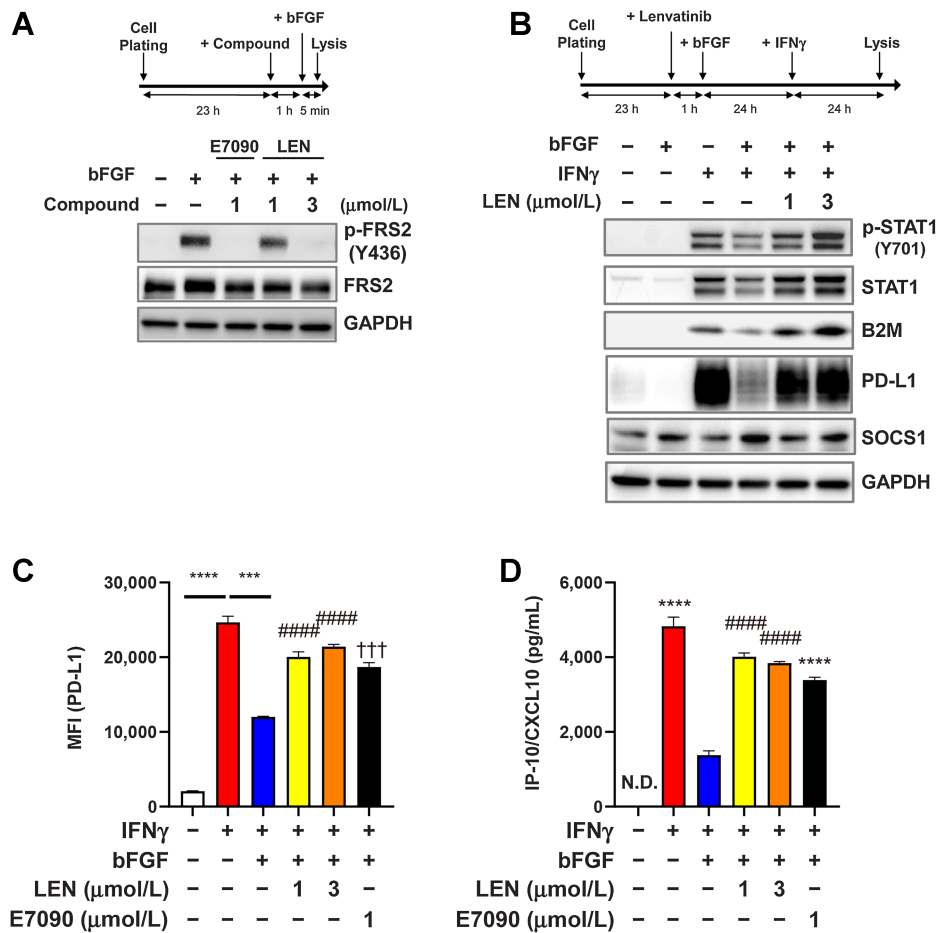 A
+ bFGF
Cell
Plating
+ Compound
Lysis
23 h
1 h
5 min
E7090 LEN
bFGF − + + + +
Compound − − 1 1 3 (μmol/L)
p-FRS2
(Y436)
FRS2
GAPDH
B
+ Lenvatinib
Cell
Plating
+ bFGF
+ IFNγ
Lysis
23 h
1 h
24 h
24 h
bFGF − + − + + +
IFNγ − − + + + +
LEN (μmol/L) − − − − 1 3
p-STAT1
(Y701)
STAT1
B2M
PD-L1
SOCS1
GAPDH
C
MFI (PD-L1)
30,000
20,000
10,000
0
**** ***
#### ####
†††
IFNγ − + + + + +
bFGF − − + + + +
LEN (μmol/L) − − − 1 3 −
E7090 (μmol/L) − − − − − 1
D
IP-10/CXCL10 (pg/mL)
6,000
4,000
2,000
0
N.D.
****
####
####
****
IFNγ − + + + + +
bFGF − − + + + +
LEN (μmol/L) − − − 1 3 −
E7090 (μmol/L) − − − − − 1